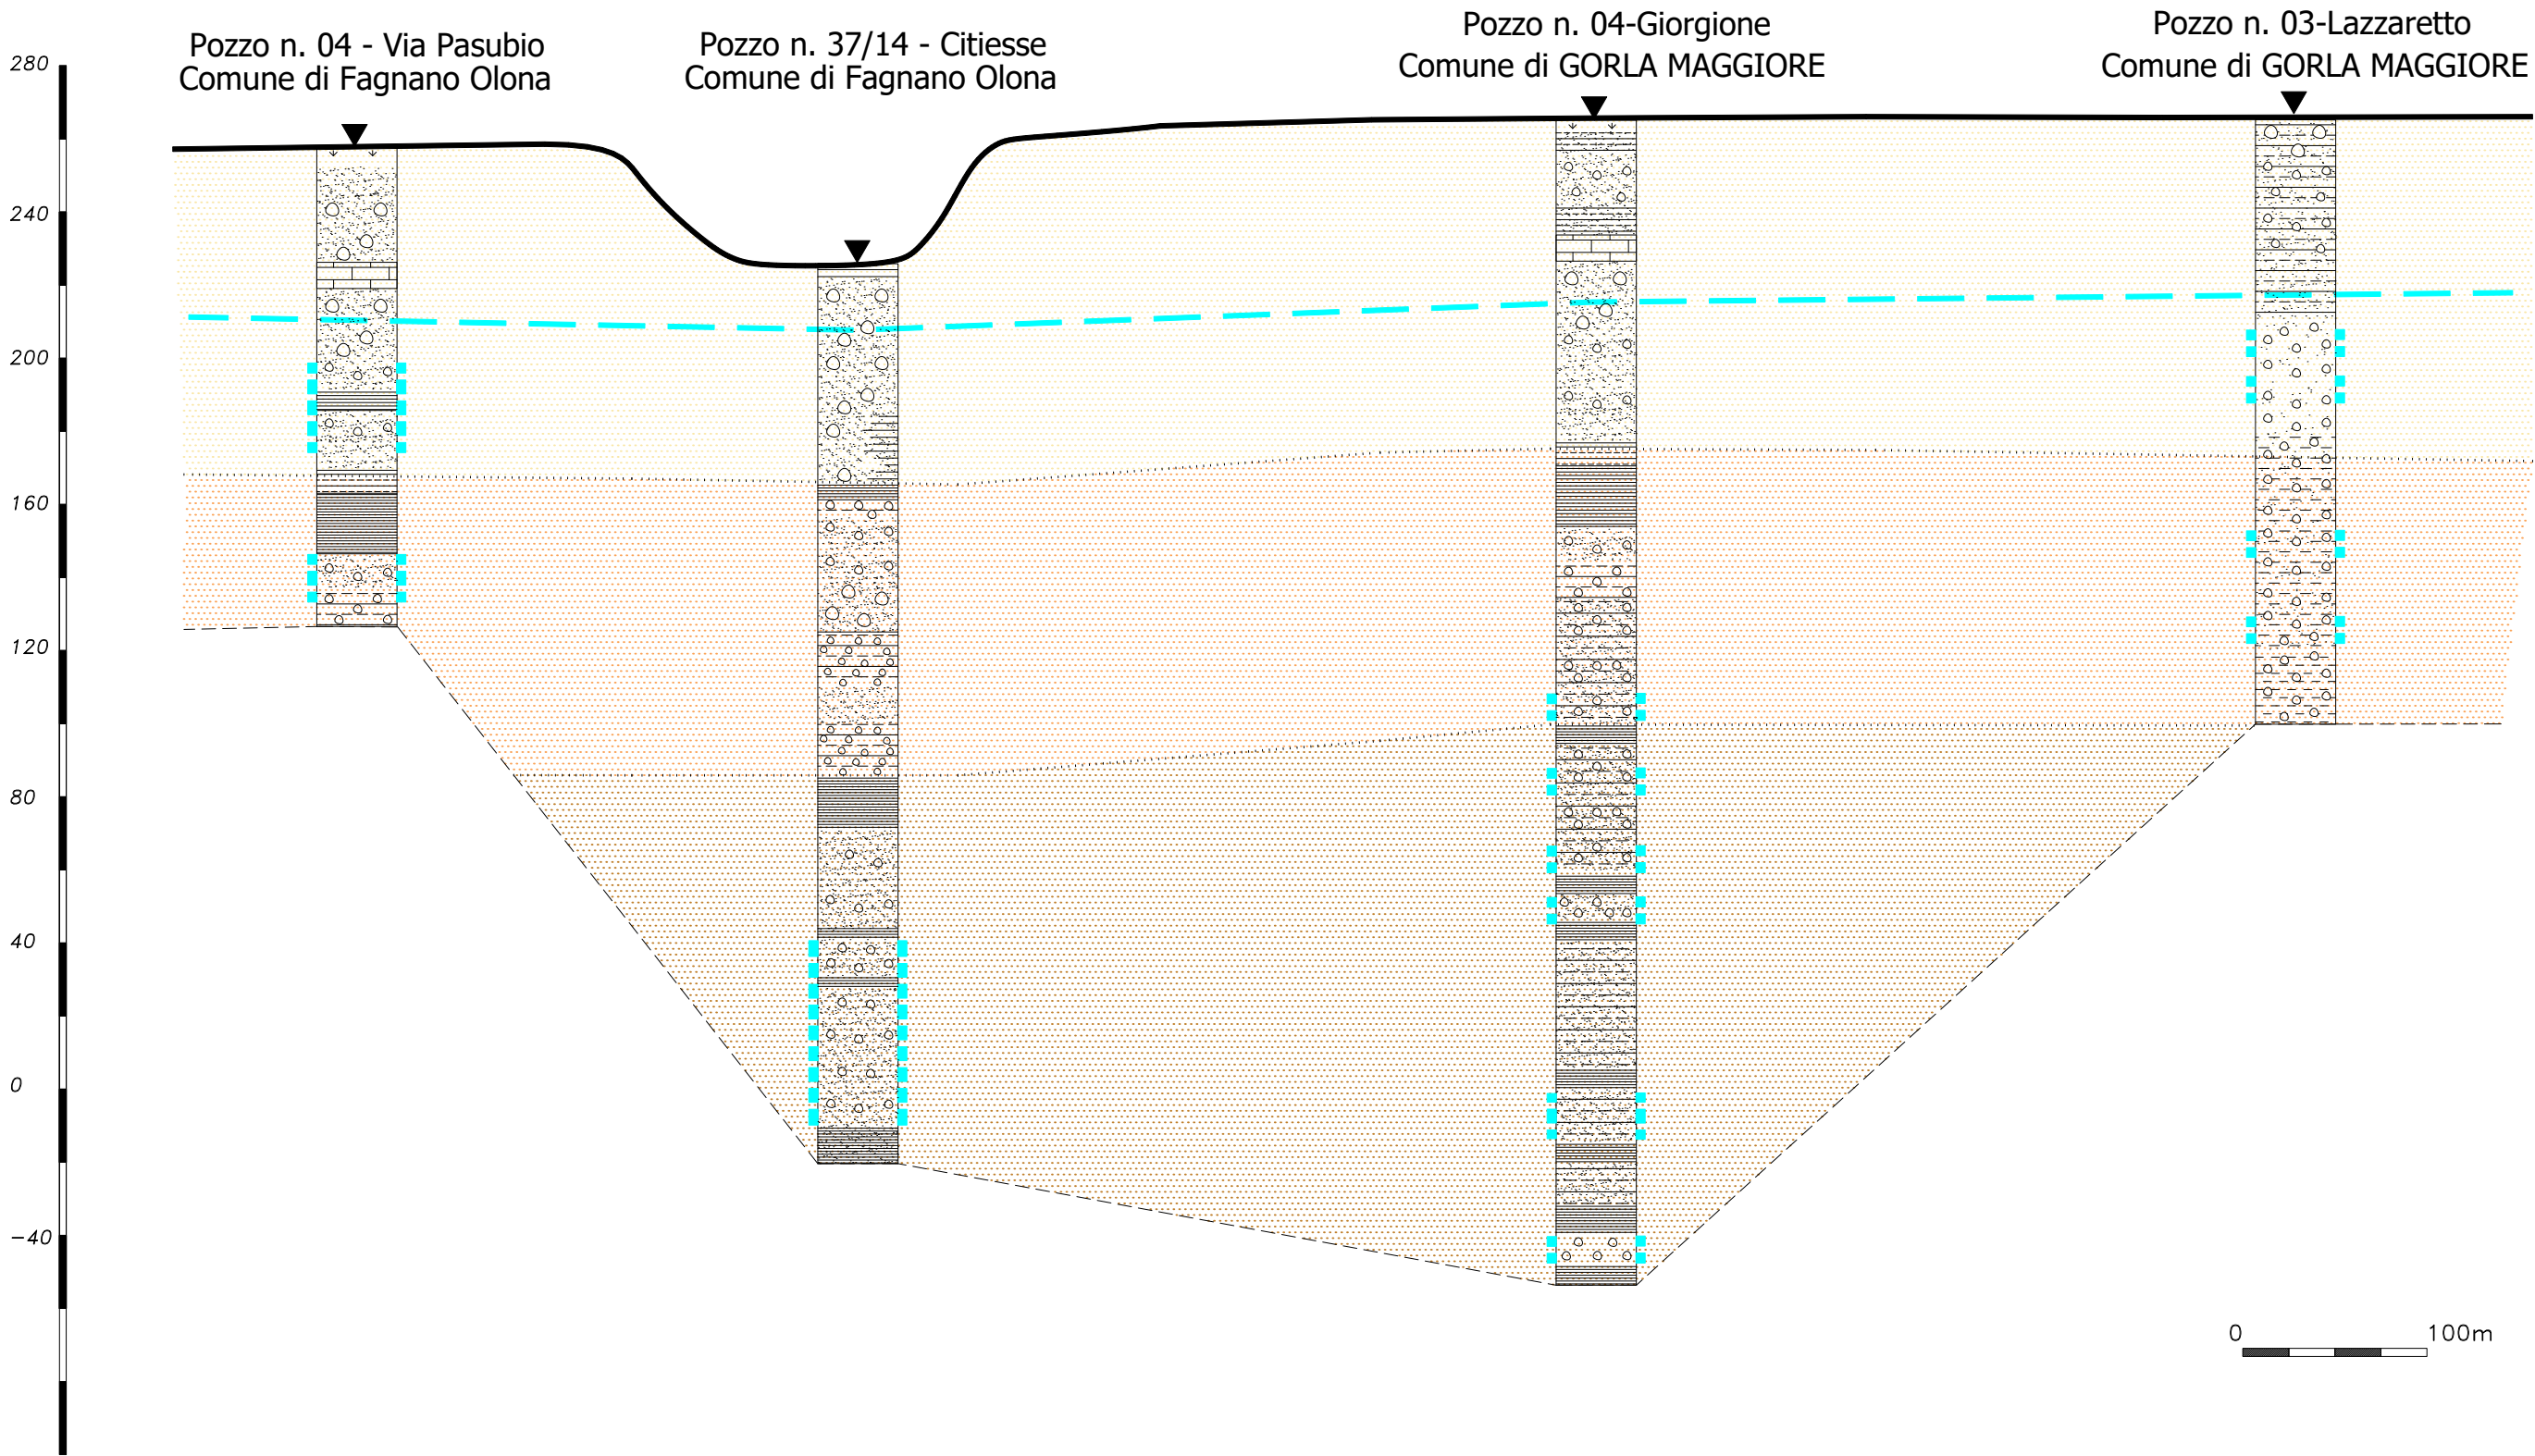 Pozzo n. 04 - Via Pasubio
Comune di Fagnano Olona
Pozzo n. 37/14 - Citiesse
Comune di Fagnano Olona
Pozzo n. 04-Giorgione
Comune di GORLA MAGGIORE
Pozzo n. 03-Lazzaretto
Comune di GORLA MAGGIORE
280
240
200
160
120
80
40
0
-40
0 100m